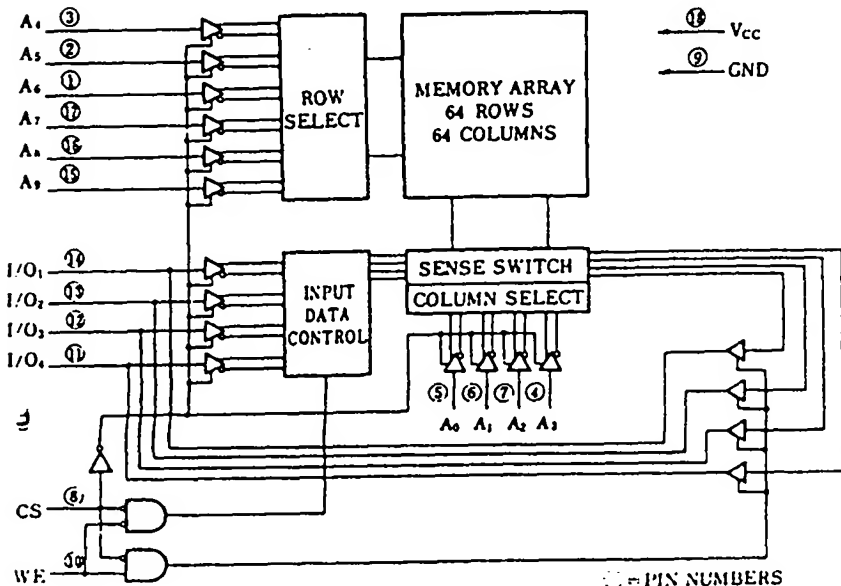 A₄ ③
A₅ ②
A₆ ①
A₇ ⑰
A₈ ⑯
A₉ ⑮
ROW
SELECT
MEMORY ARRAY
64 ROWS
64 COLUMNS
⑱ VCC
⑨ GND
I/O₁ ⑭
I/O₂ ⑬
I/O₃ ⑫
I/O₄ ⑪
INPUT
DATA
CONTROL
SENSE SWITCH
COLUMN SELECT
⑤ ⑥ ⑦ ④
A₀ A₁ A₂ A₃
CS ⑧
WE ⑩
= PIN NUMBERS